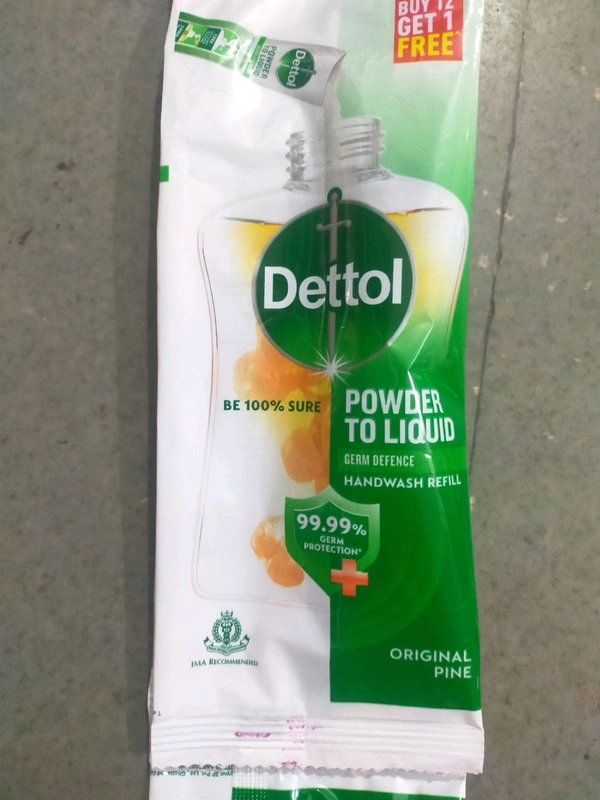 BUY 12
GET 1
FREE
Dettol
POWDER
TO LIQUID
Dettol
BE 100% SURE
POWDER
TO LIQUID
GERM DEFENCE
HANDWASH REFILL
99.99%
GERM
PROTECTION*
IMA RECOMMENDED
ORIGINAL
PINE